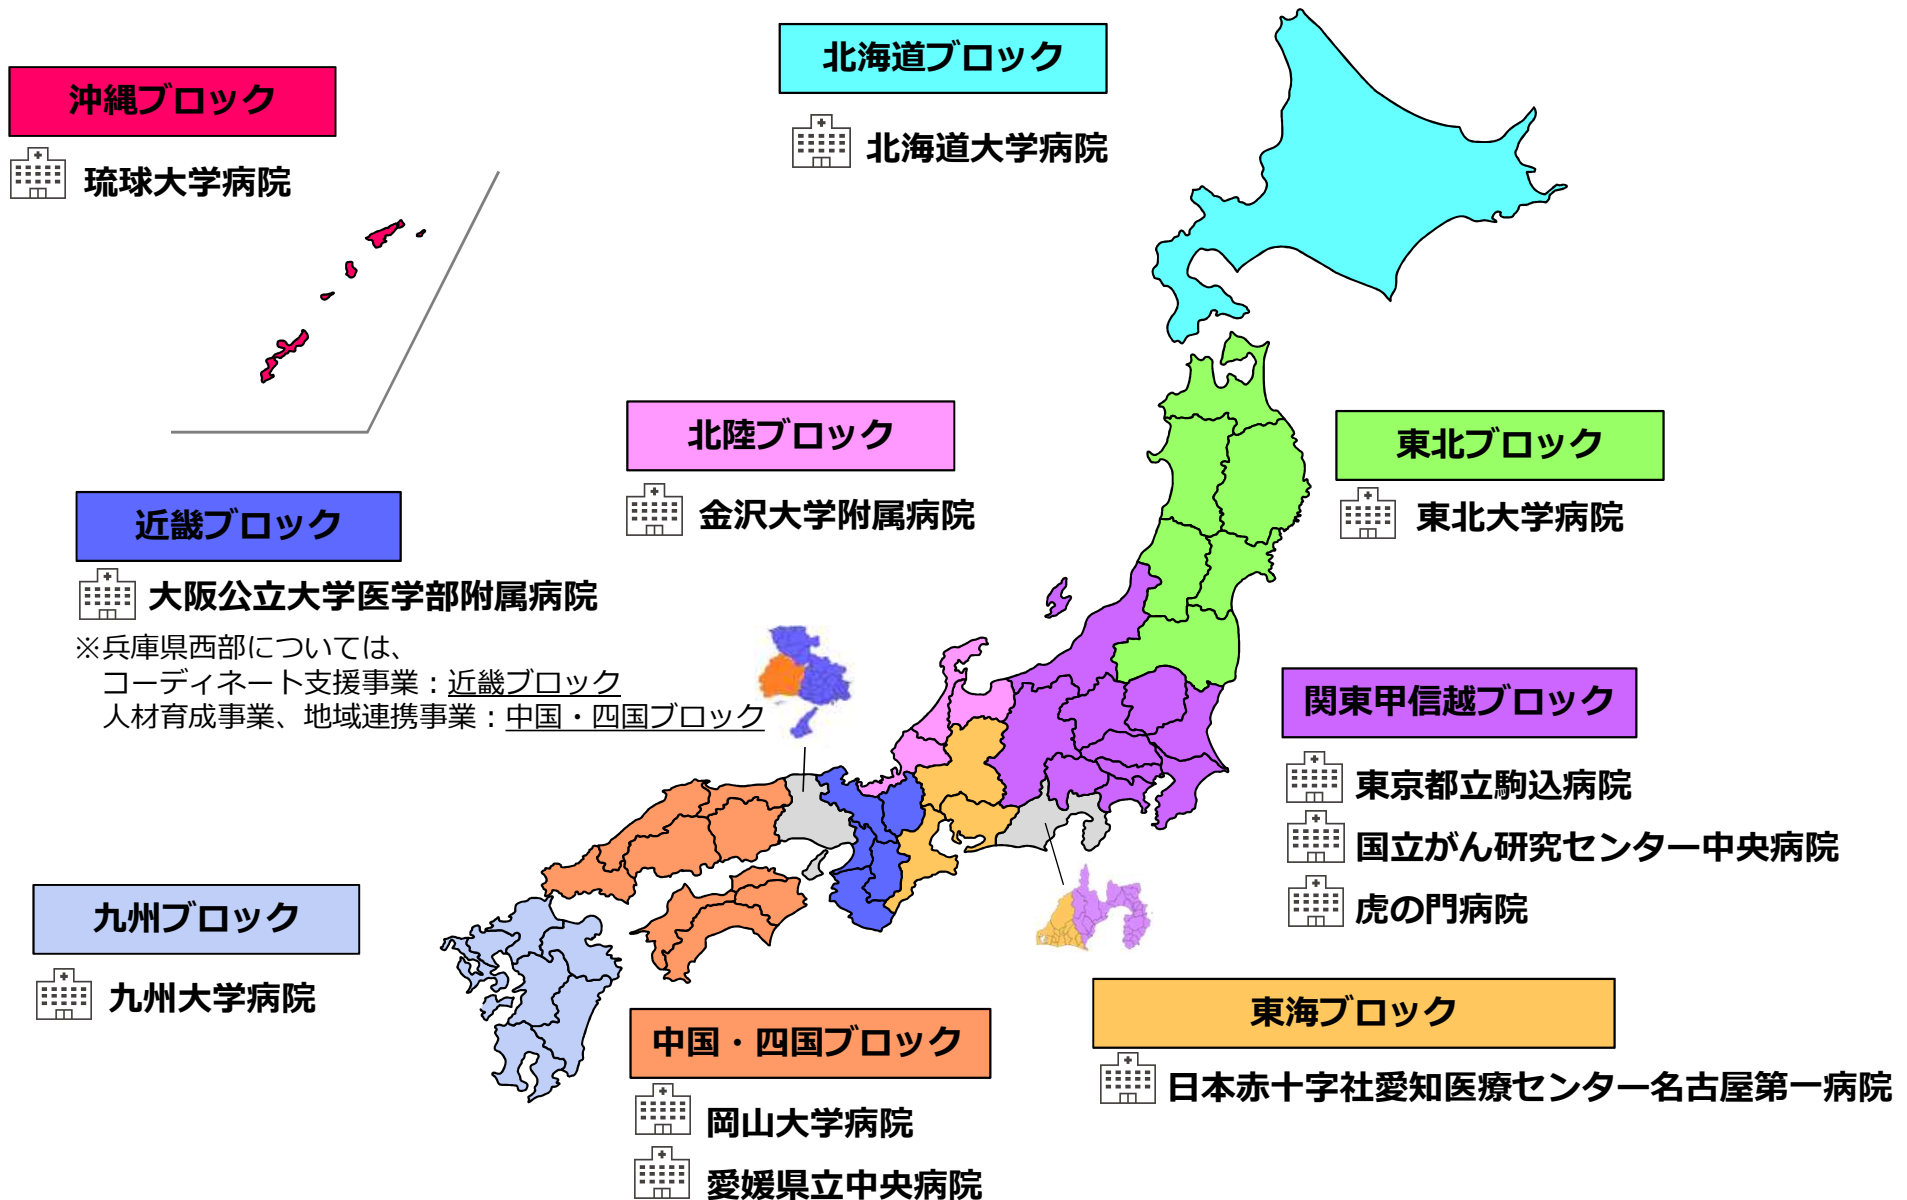 沖縄ブロック
琉球大学病院
北海道ブロック
北海道大学病院
北陸ブロック
金沢大学附属病院
東北ブロック
東北大学病院
近畿ブロック
大阪公立大学医学部附属病院
※兵庫県西部については、
コーディネート支援事業：近畿ブロック
人材育成事業、地域連携事業：中国・四国ブロック
関東甲信越ブロック
東京都立駒込病院
国立がん研究センター中央病院
虎の門病院
九州ブロック
九州大学病院
中国・四国ブロック
岡山大学病院
愛媛県立中央病院
東海ブロック
日本赤十字社愛知医療センター名古屋第一病院